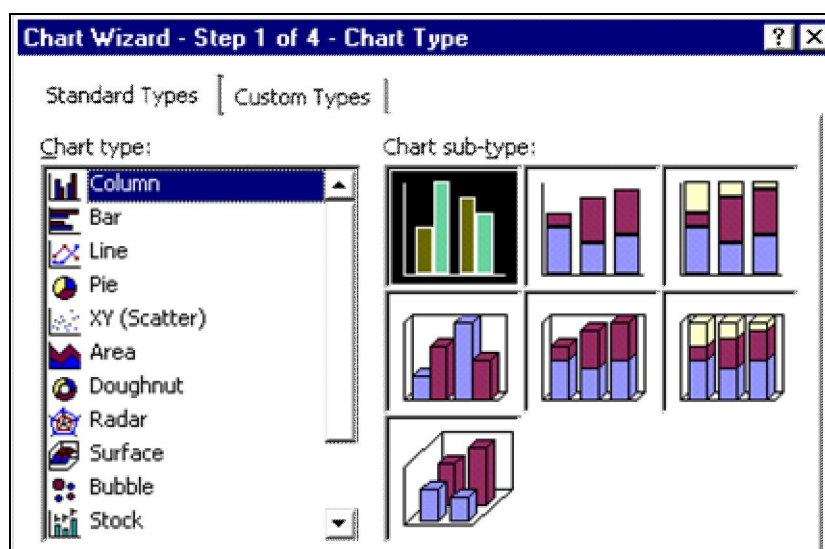 Chart Wizard - Step 1 of 4 - Chart Type
Standard Types
Custom Types
Chart type:
Chart sub-type:
Column
Bar
Line
Pie
XY (Scatter)
Area
Doughnut
Radar
Surface
Bubble
Stock